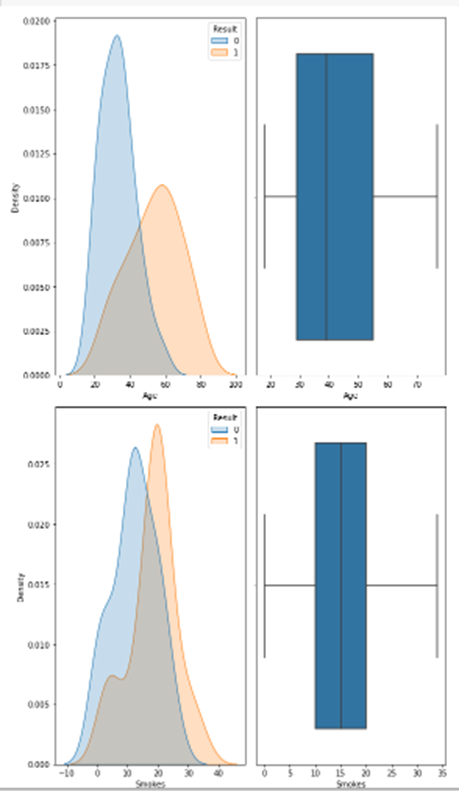 Result
0
1
0.0200
0.0175
0.0150
0.0125
0.0100
0.0075
0.0050
0.0025
0.0000
Density
0 20 40 60 80 100
Age
20 30 40 50 60 70
Age
Result
0
1
0.025
0.020
0.015
0.010
0.005
0.000
Density
-10 0 10 20 30 40
Smokes
0 5 10 15 20 25 30 35
Smokes